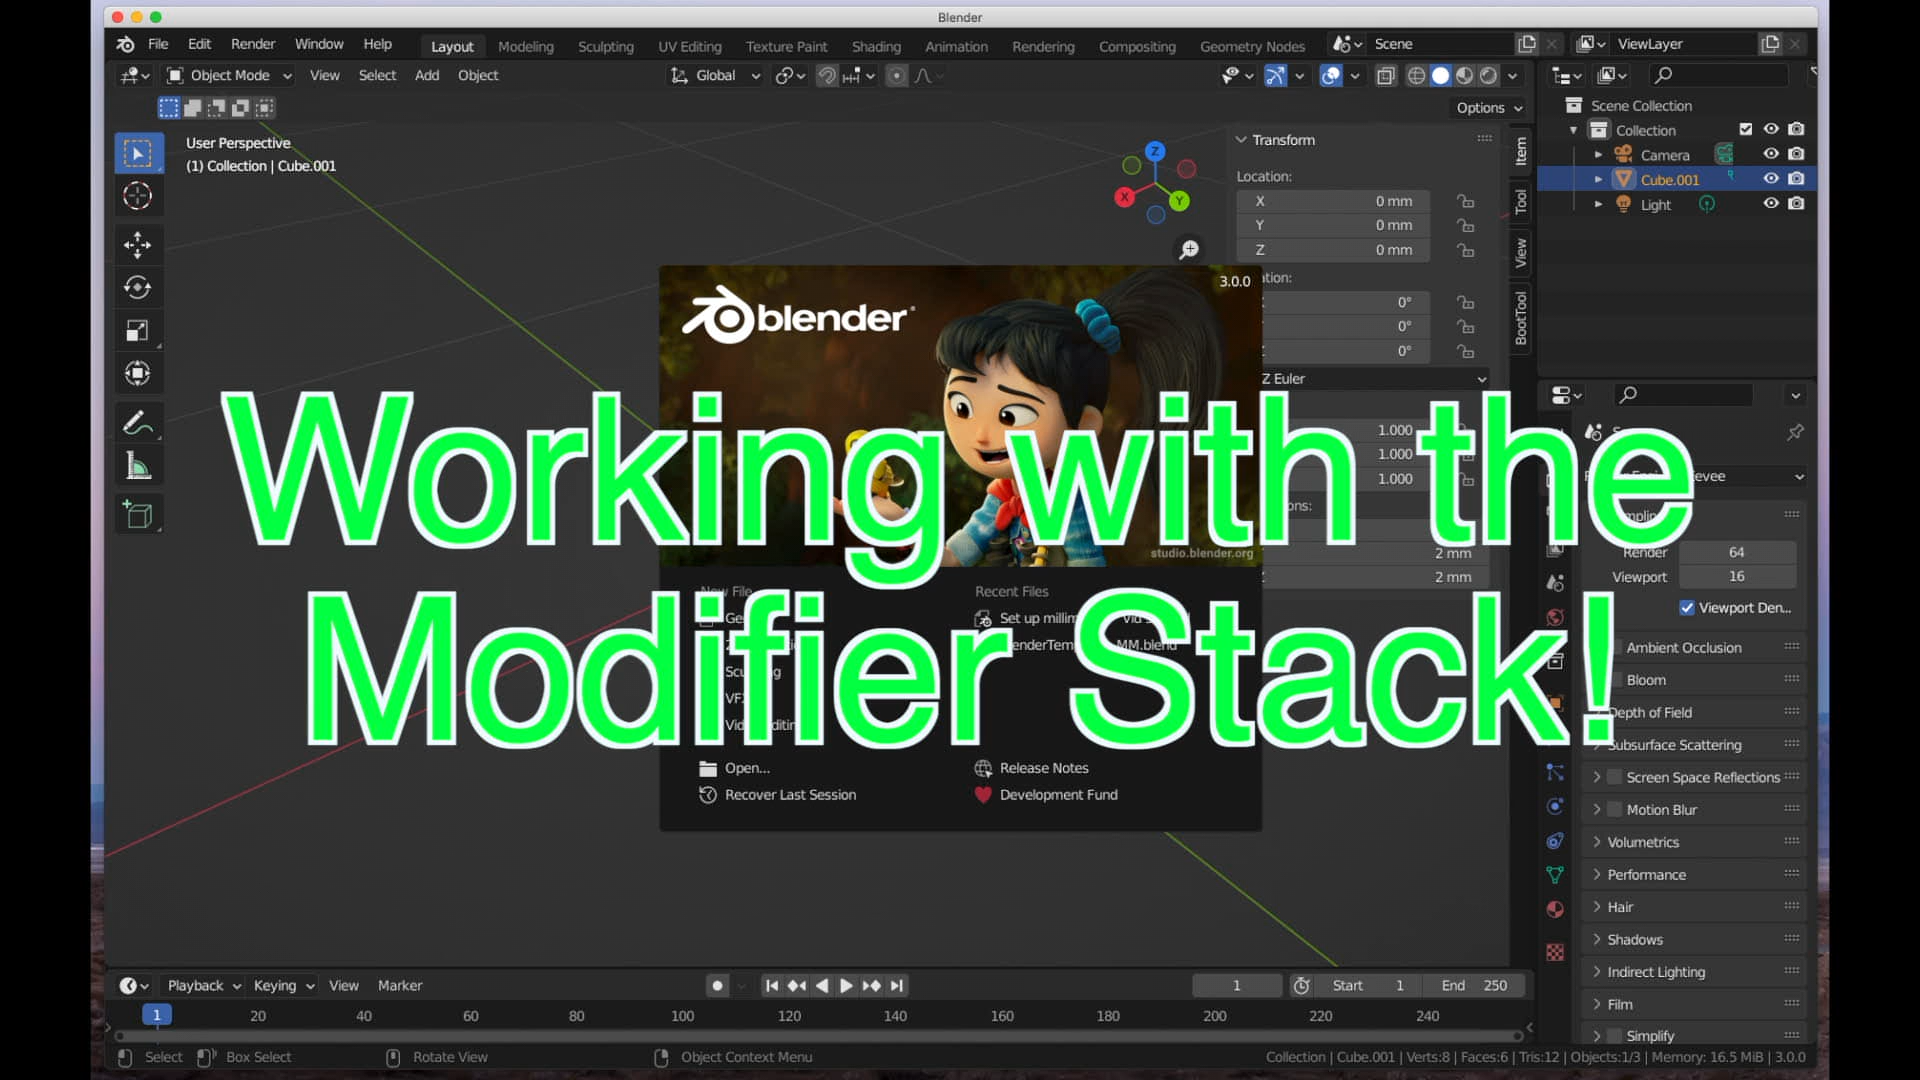 Blender
File Edit Render Window Help Layout Modeling Sculpting UV Editing Texture Paint Shading Animation Rendering Compositing Geometry Nodes Scene ViewLayer
Object Mode View Select Add Object Global
Options
User Perspective
(1) Collection | Cube.001
Transform
Location:
X 0 mm
Y 0 mm
Z 0 mm
0°
0°
0°
Z Euler
1.000
1.000
1.000
2 mm
2 mm
Item
Tool
View
BootTool
X
Y
Z
Scene Collection
Collection
Camera
Cube.001
Light
3.0.0
blender
studio.blender.org
Working with the
Modifier Stack!
New File
Recent Files
Open...
Recover Last Session
Release Notes
Development Fund
MM.blend
Render 64
Viewport 16
Viewport Den...
Ambient Occlusion
Bloom
Depth of Field
Subsurface Scattering
Screen Space Reflections
Motion Blur
Volumetrics
Performance
Hair
Shadows
Indirect Lighting
Film
Simplify
Playback Keying View Marker
1 Start 1 End 250
1 20 40 60 80 100 120 140 160 180 200 220 240
Select Box Select Rotate View Object Context Menu
Collection | Cube.001 | Verts:8 | Faces:6 | Tris:12 | Objects:1/3 | Memory: 16.5 MiB | 3.0.0